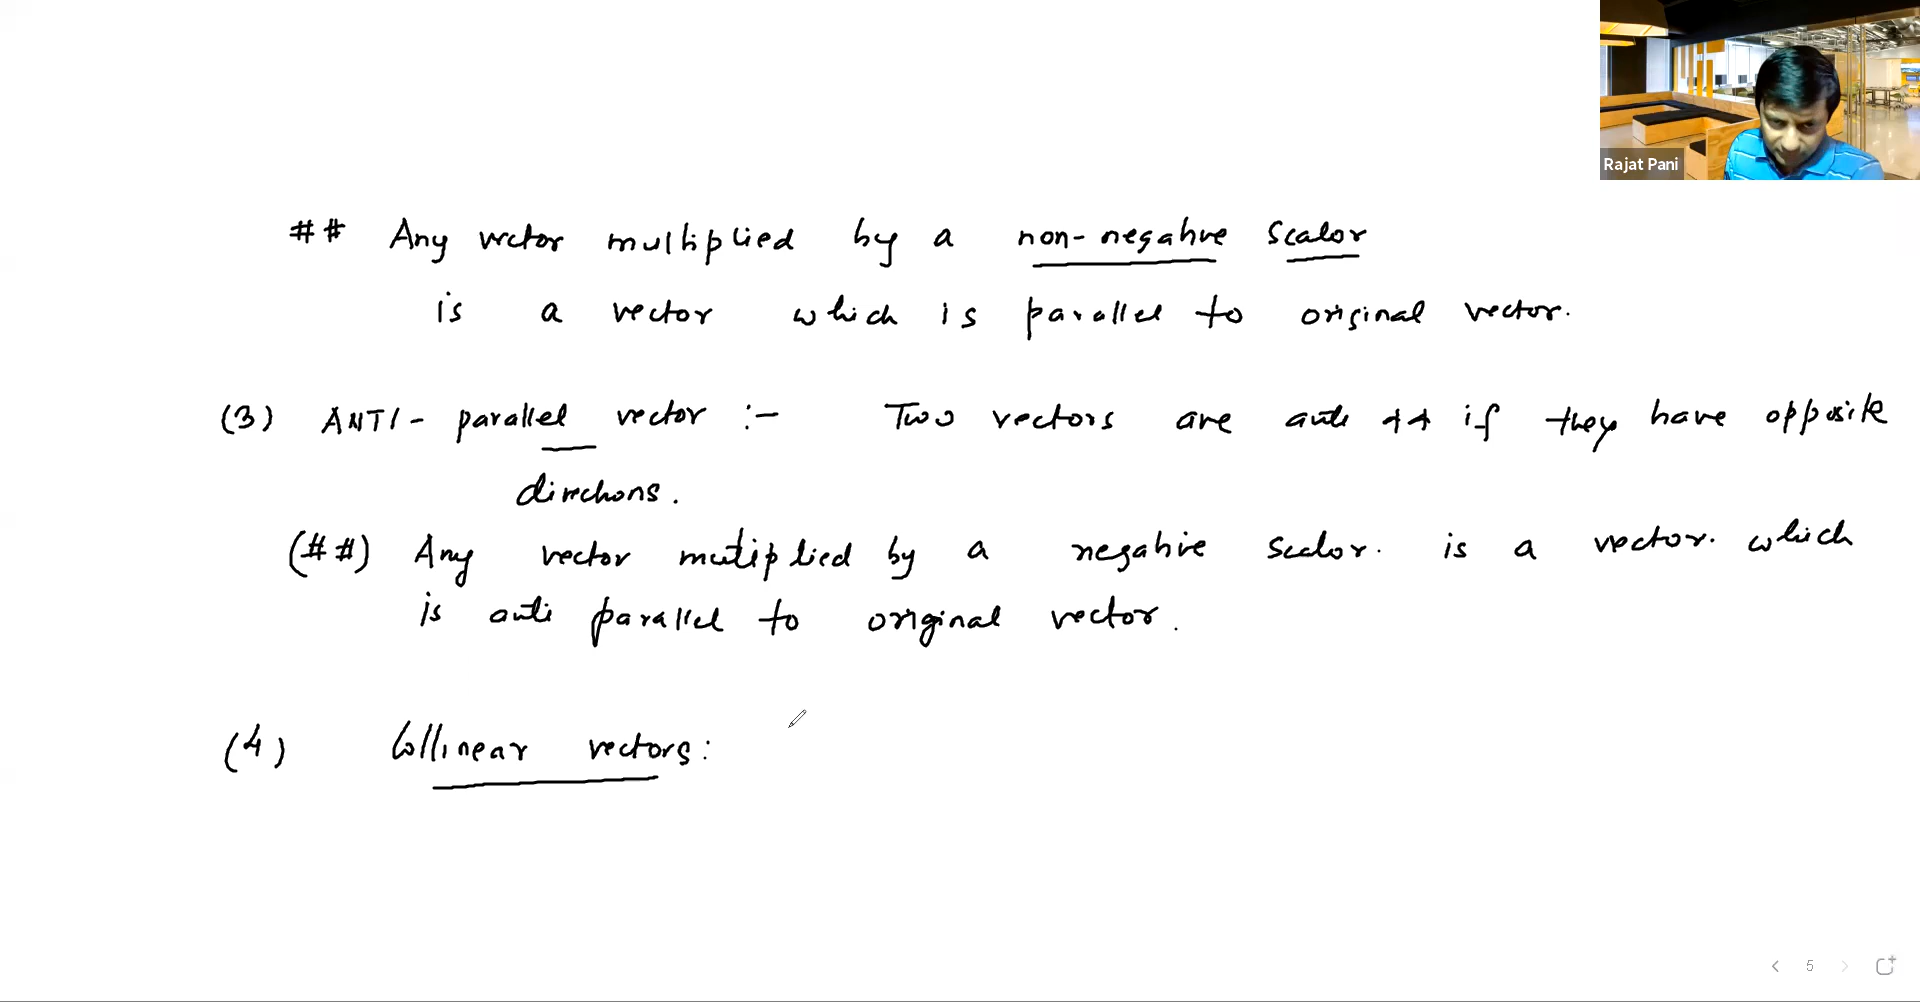 Rajat Pani
## Any vector multiplied by a non-negative scalar
is a vector which is parallel to original vector.
(3) ANTI-parallel vector :- Two vectors are anti if they have opposite
directions.
(##) Any vector multiplied by a negative scalar. is a vector. which
is anti parallel to original vector.
(4) Collinear vectors:
5